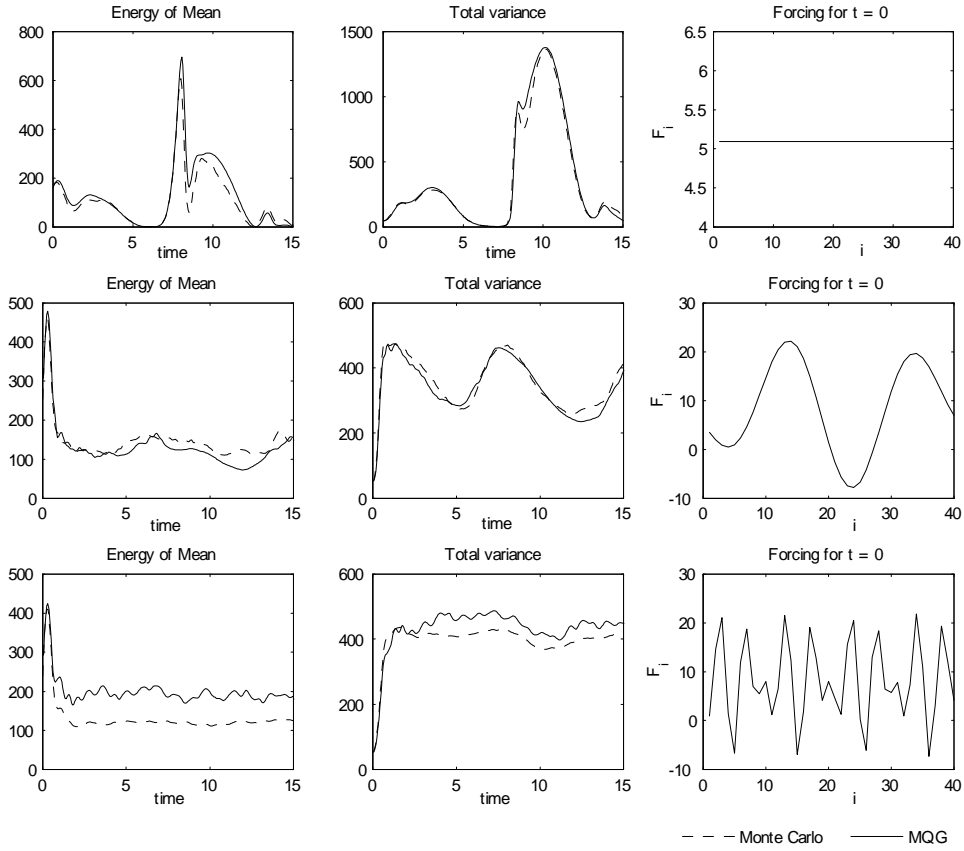 Energy of Mean
Total variance
Forcing for t = 0
800
600
400
200
0
0 5 10 15
time
1500
1000
500
0
0 5 10 15
time
6.5
6
5.5
5
4.5
4
F_i
0 10 20 30 40
i
Energy of Mean
Total variance
Forcing for t = 0
500
400
300
200
100
0
0 5 10 15
time
600
400
200
0
0 5 10 15
time
30
20
10
0
-10
F_i
0 10 20 30 40
i
Energy of Mean
Total variance
Forcing for t = 0
500
400
300
200
100
0
0 5 10 15
time
600
400
200
0
0 5 10 15
time
30
20
10
0
-10
F_i
0 10 20 30 40
i
Monte Carlo
MQG